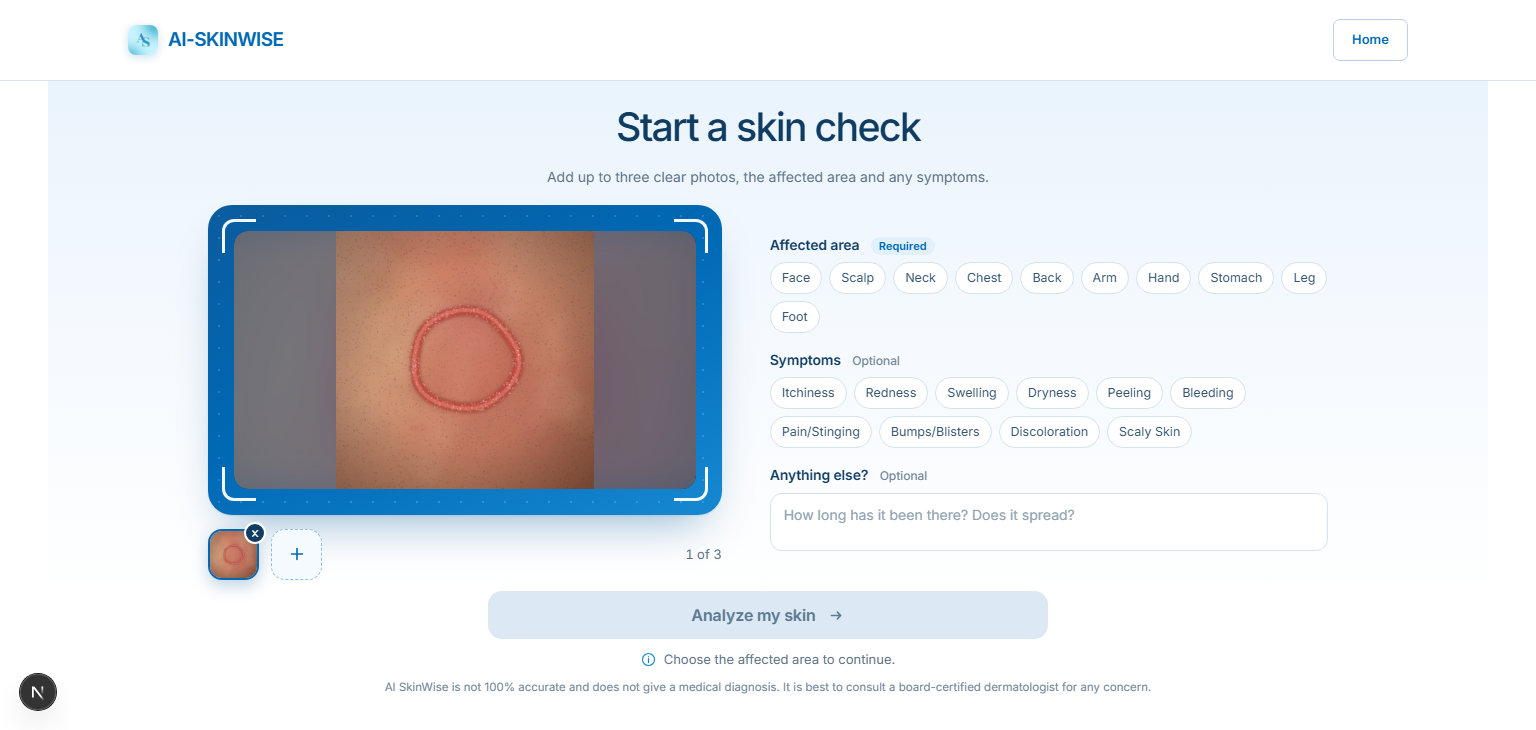 AI-SKINWISE
Home
Start a skin check
Add up to three clear photos, the affected area and any symptoms.
Affected area Required
Face Scalp Neck Chest Back Arm Hand Stomach Leg
Foot
Symptoms Optional
Itchiness Redness Swelling Dryness Peeling Bleeding
Pain/Stinging Bumps/Blisters Discoloration Scaly Skin
Anything else? Optional
How long has it been there? Does it spread?
1 of 3
Analyze my skin →
Choose the affected area to continue.
AI SkinWise is not 100% accurate and does not give a medical diagnosis. It is best to consult a board-certified dermatologist for any concern.
N